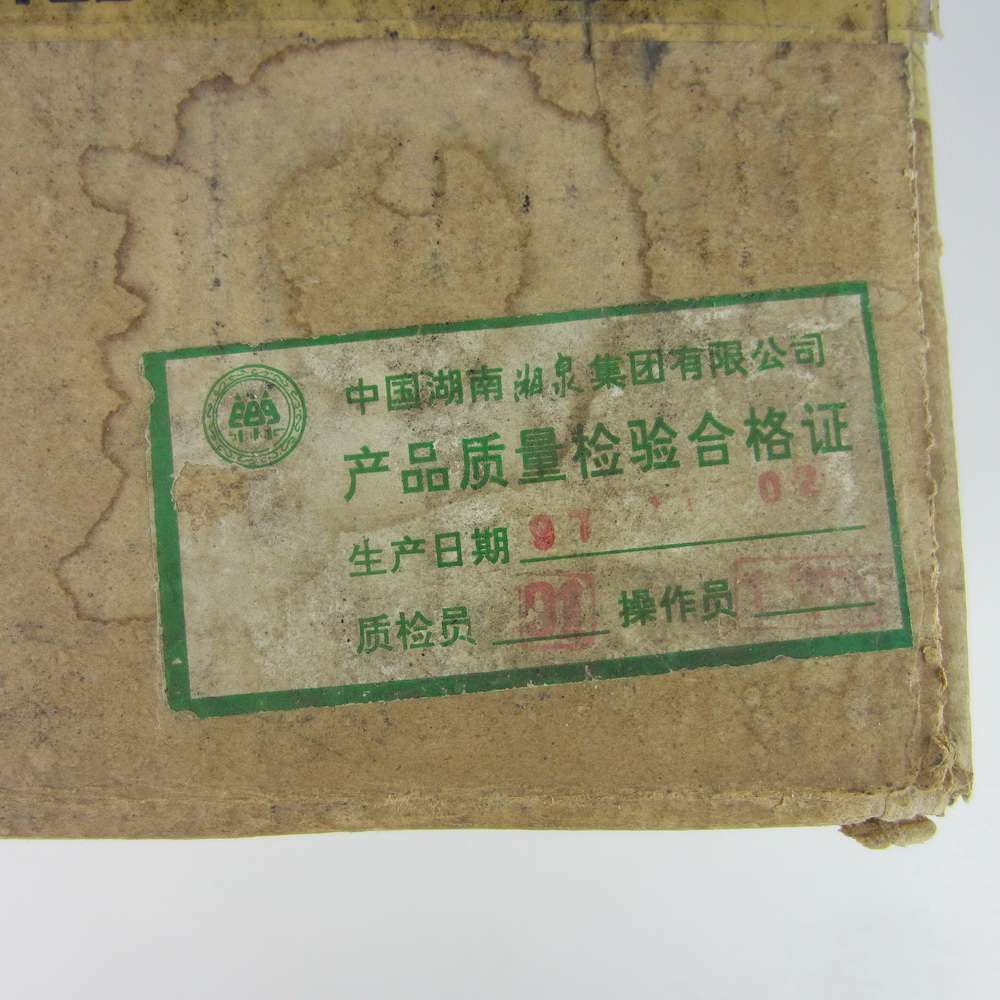 中国湖南湘泉集团有限公司
产品质量检验合格证
生产日期 97 11 02
质检员 操作员